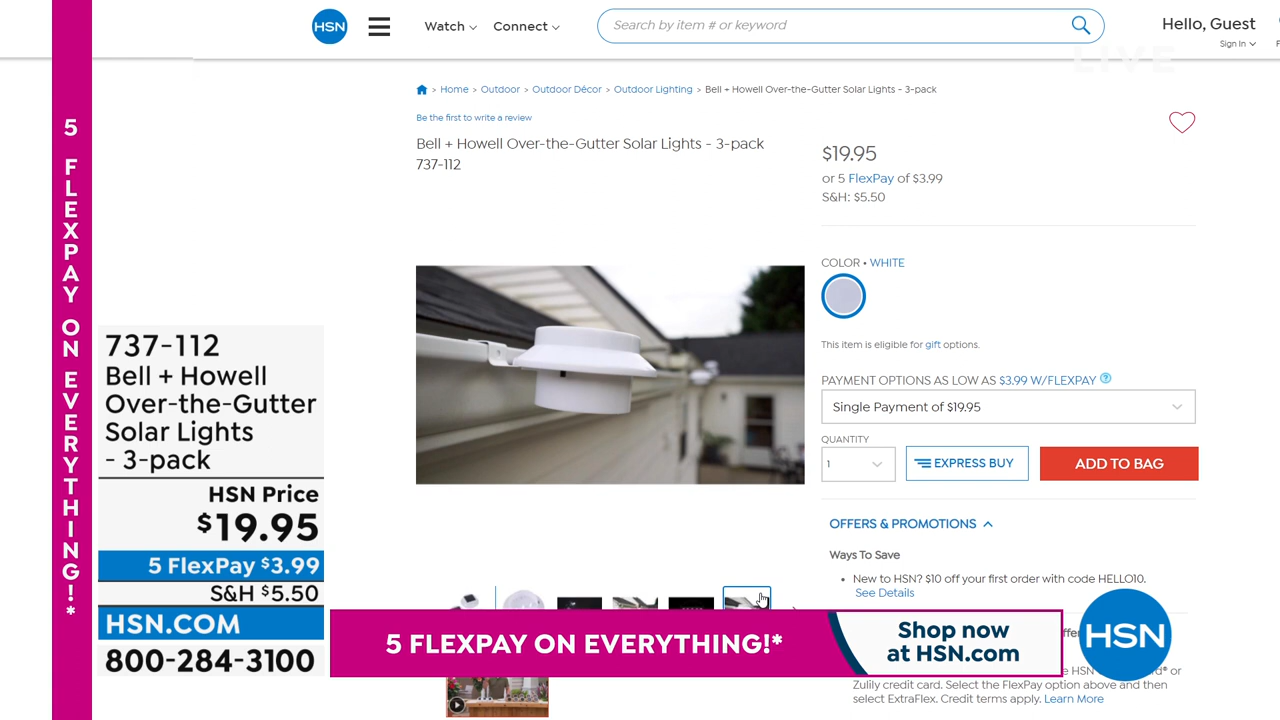 HSN
Watch
Connect
Search by item # or keyword
Hello, Guest
Sign In
LIVE
Home > Outdoor > Outdoor Décor > Outdoor Lighting > Bell + Howell Over-the-Gutter Solar Lights - 3-pack
Be the first to write a review
Bell + Howell Over-the-Gutter Solar Lights - 3-pack
737-112
$19.95
or 5 FlexPay of $3.99
S&H: $5.50
COLOR • WHITE
This item is eligible for gift options.
PAYMENT OPTIONS AS LOW AS $3.99 W/FLEXPAY
Single Payment of $19.95
QUANTITY
1
EXPRESS BUY
ADD TO BAG
OFFERS & PROMOTIONS
Ways To Save
• New to HSN? $10 off your first order with code HELLO10.
See Details
Zulily credit card. Select the FlexPay option above and then
select ExtraFlex. Credit terms apply. Learn More
5 FLEXPAY ON EVERYTHING!*
737-112
Bell + Howell
Over-the-Gutter
Solar Lights
- 3-pack
HSN Price
$19.95
5 FlexPay $3.99
S&H $5.50
HSN.COM
800-284-3100
5 FLEXPAY ON EVERYTHING!*
Shop now
at HSN.com
HSN